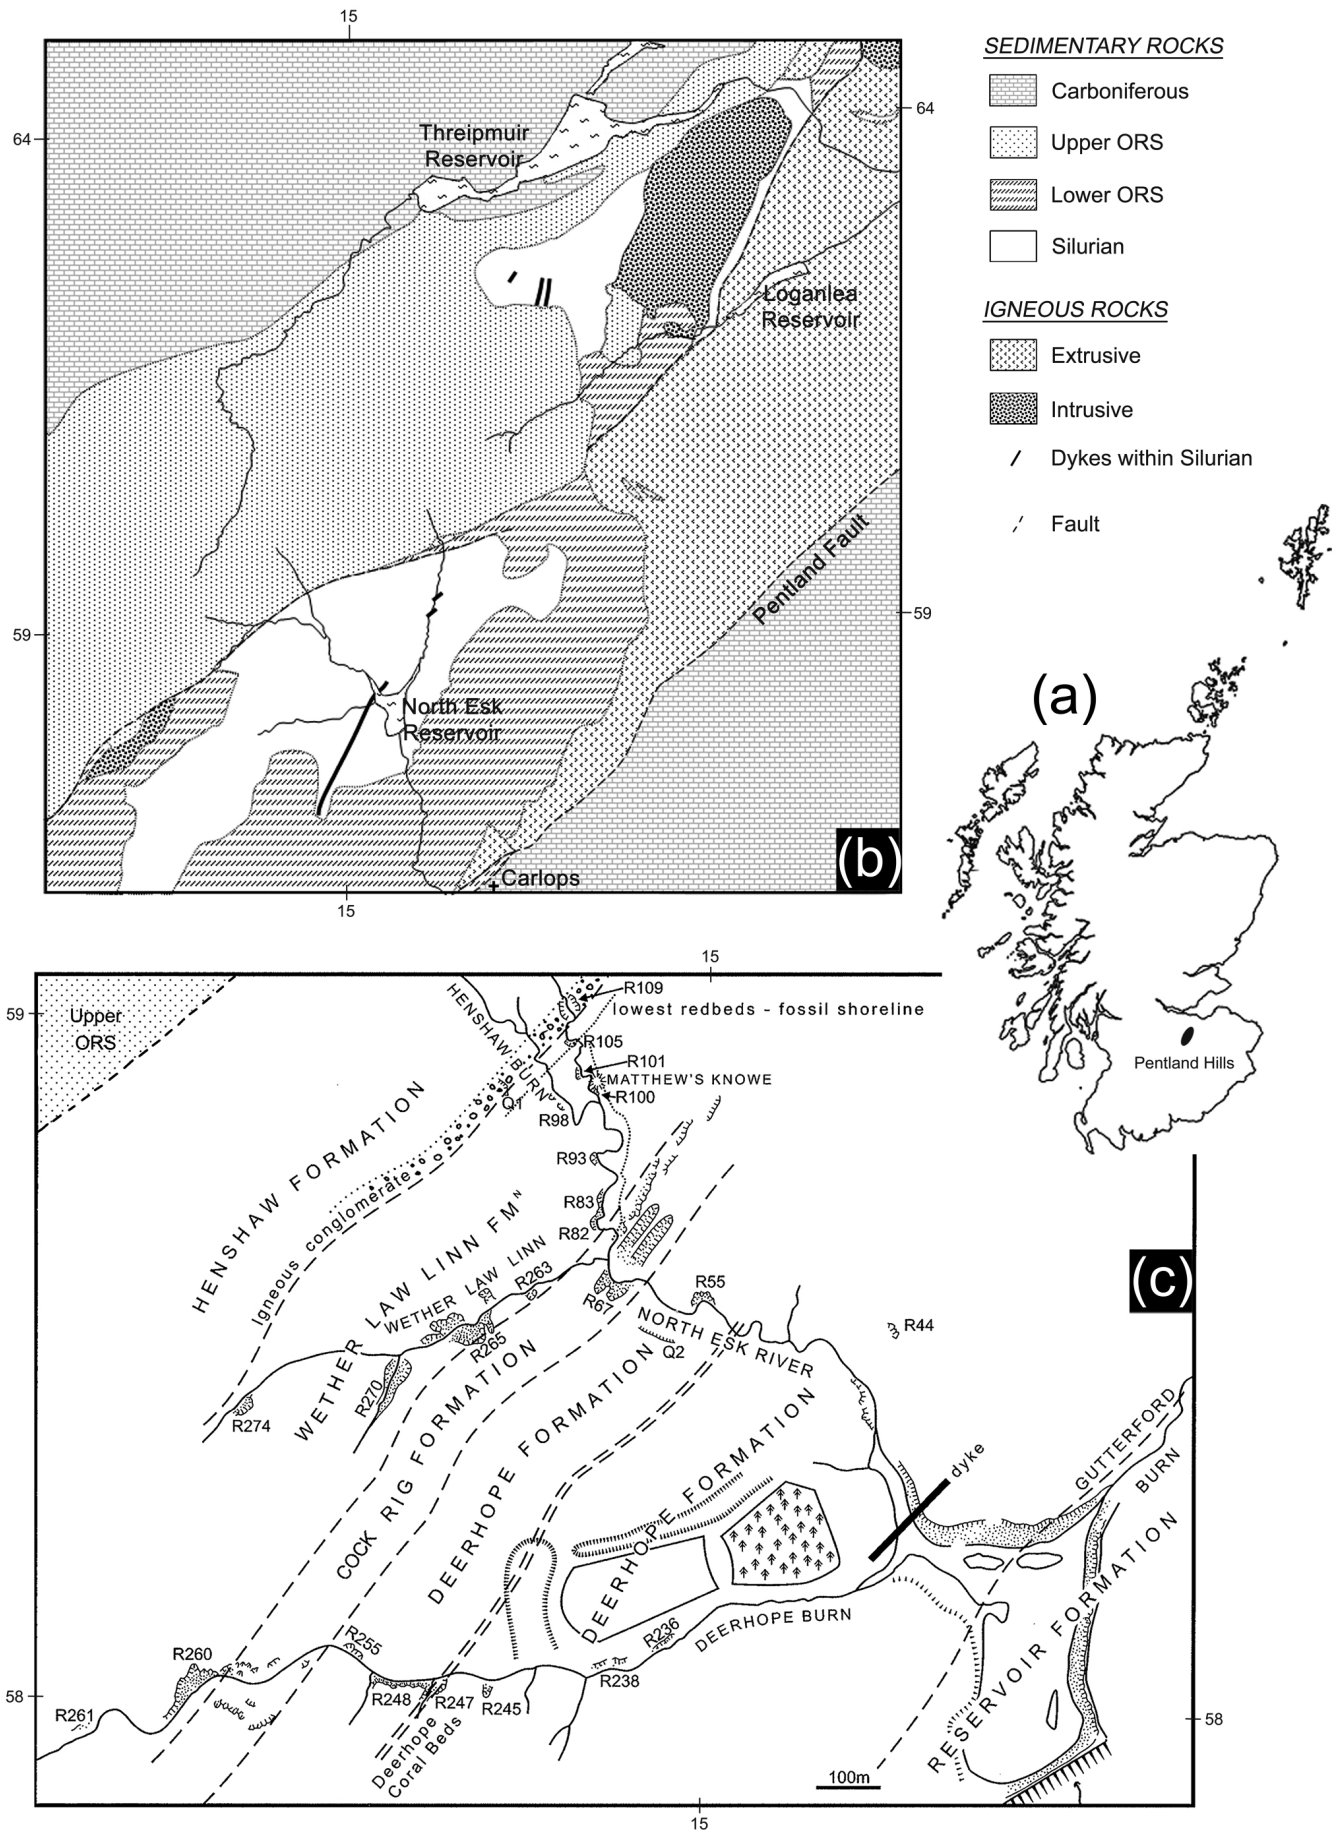 15
64
64
Threipmuir
Reservoir
Loganlea
Reservoir
Pentland Fault
59
59
North Esk
Reservoir
(b)
Carlops
15
SEDIMENTARY ROCKS
Carboniferous
Upper ORS
Lower ORS
Silurian
IGNEOUS ROCKS
Extrusive
Intrusive
Dykes within Silurian
Fault
(a)
Pentland Hills
15
59
Upper
ORS
HENSHAW BURN
R109
lowest redbeds - fossil shoreline
R105
R101
MATTHEW'S KNOWE
R100
Q1
R98
HENSHAW FORMATION
Igneous conglomerate
R93
R83
R82
WETHER LAW LINN FMN
WETHER LAW LINN
R263
R67
R55
R265
NORTH ESK RIVER
Q2
R44
R270
R274
(c)
COCK RIG FORMATION
DEERHOPE FORMATION
DEERHOPE FORMATION
dyke
GUTTERFORD
BURN
RESERVOIR FORMATION
DEERHOPE BURN
R236
R238
R255
R260
R261
R248
R247
R245
Deerhope
Coral Beds
58
58
100m
15